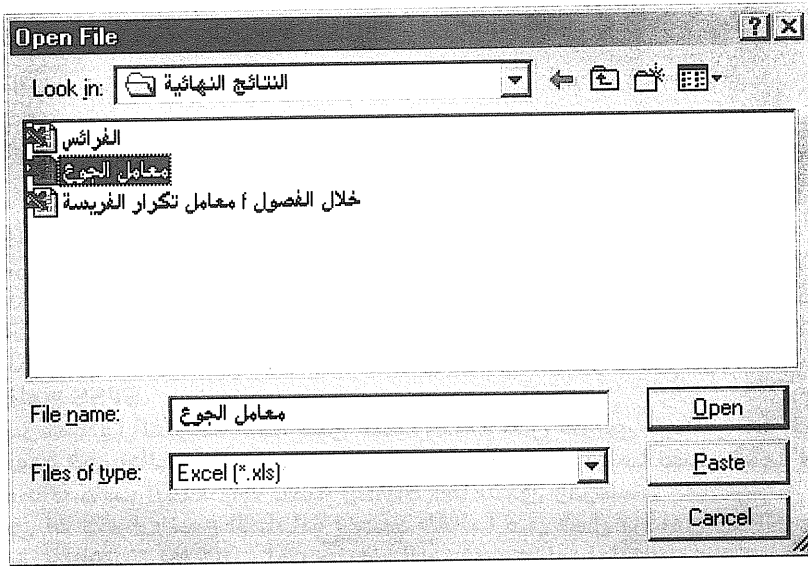 Open File
Look in: النتائج النهائية
الفرائس
معامل الجوع
خلال الفصول f معامل تكرار الفريسة
File name: معامل الجوع
Open
Files of type: Excel (*.xls)
Paste
Cancel